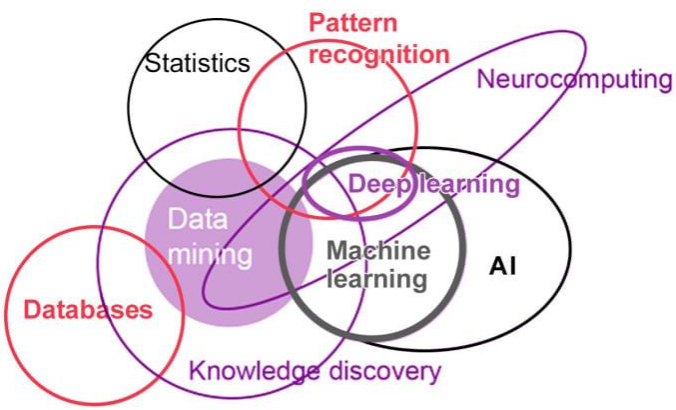 Pattern
recognition
Statistics
Neurocomputing
Deep learning
Data
mining
Machine
learning
AI
Databases
Knowledge discovery